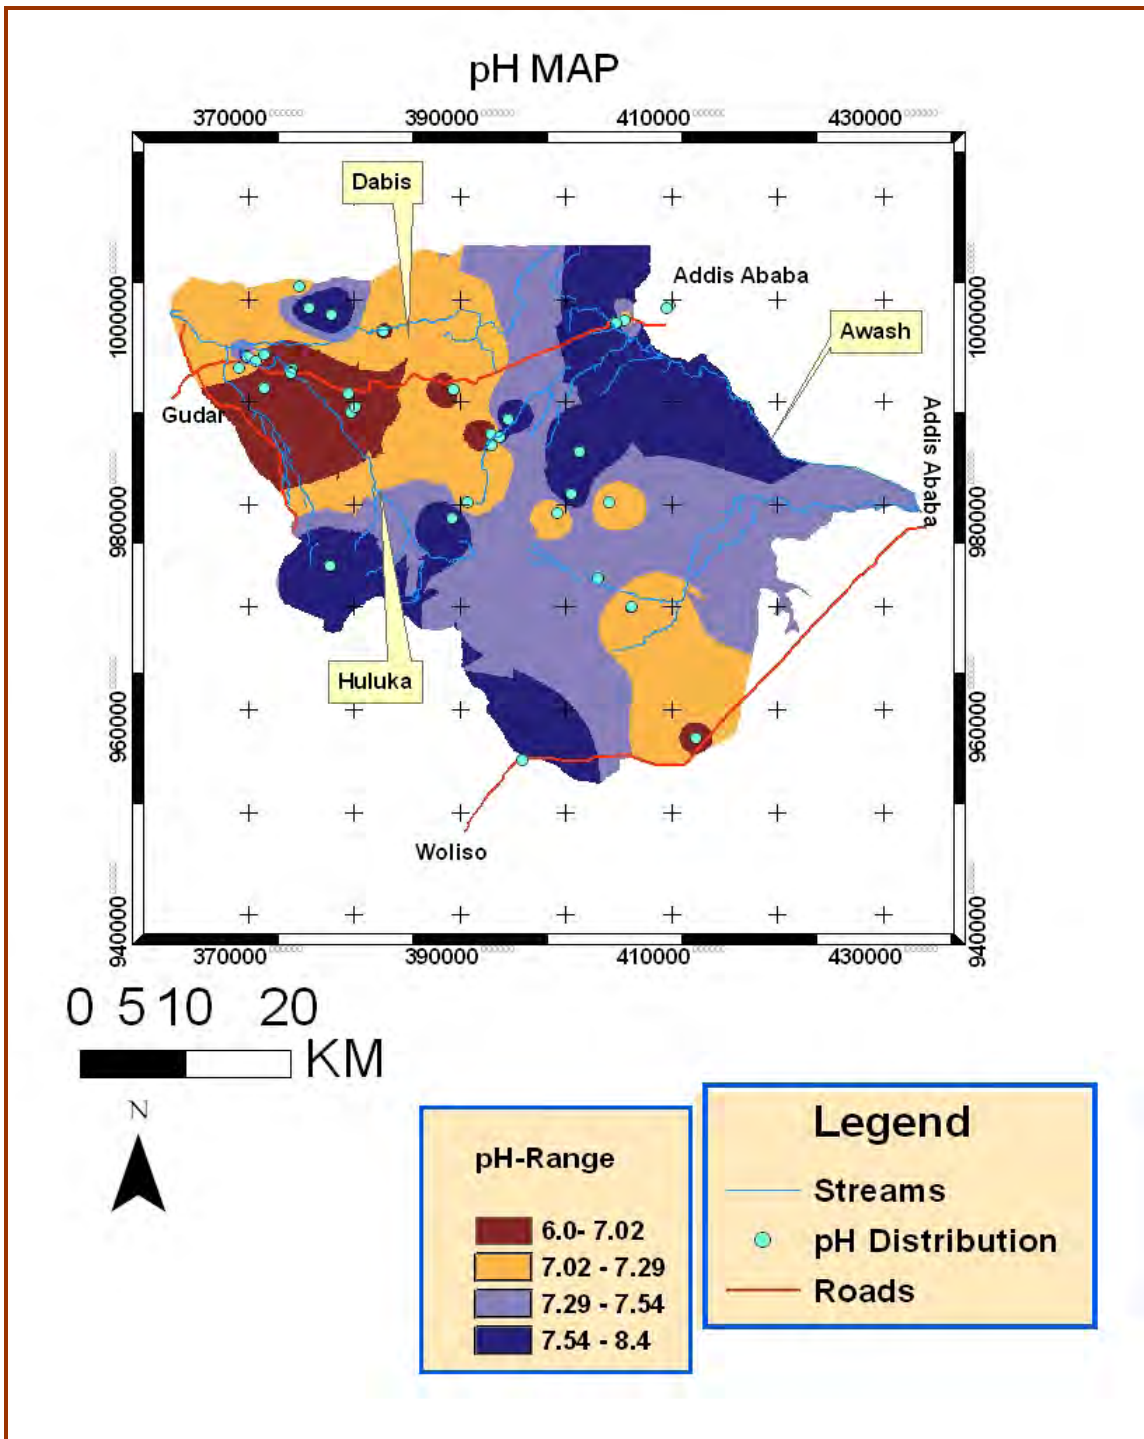 pH MAP
370000 390000 410000 430000
Dabis
Addis Ababa
Awash
1000000
1000000
Gudar
Addis Ababa
980000
980000
Huluka
960000
960000
Woliso
940000
940000
370000 390000 410000 430000
0 5 10 20
KM
N
pH-Range
6.0- 7.02
7.02 - 7.29
7.29 - 7.54
7.54 - 8.4
Legend
Streams
pH Distribution
Roads